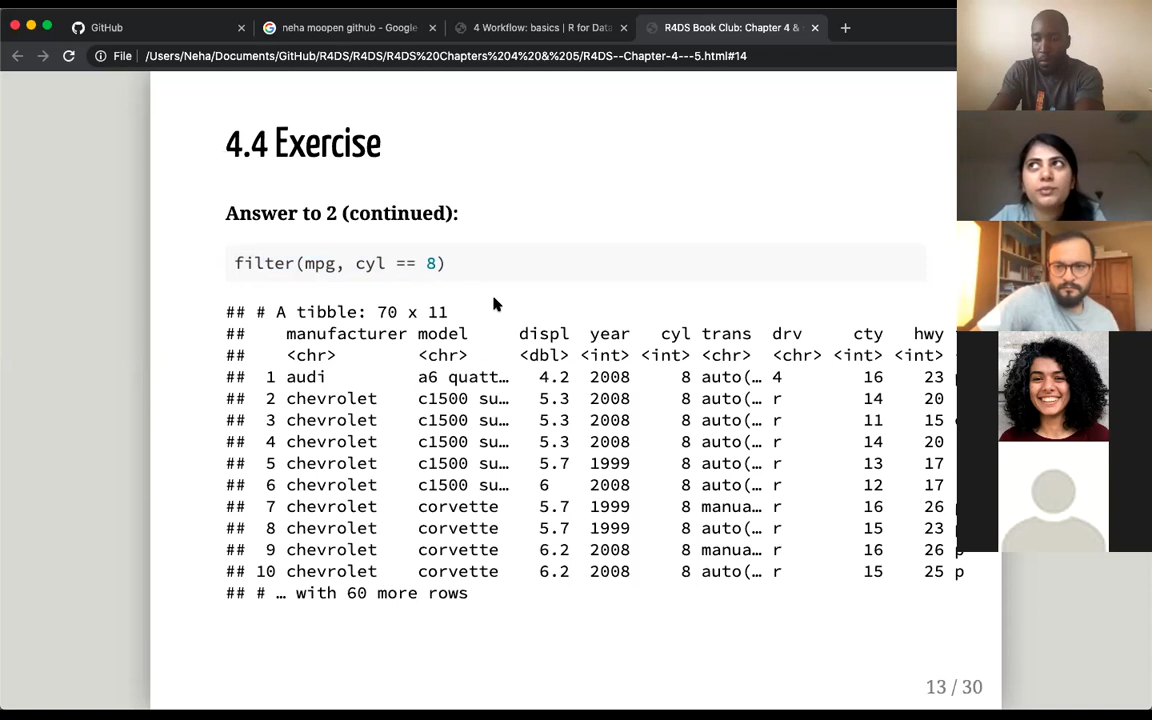 GitHub
neha moopen github - Google
4 Workflow: basics | R for Data
R4DS Book Club: Chapter 4 &
File
/Users/Neha/Documents/GitHub/R4DS/R4DS/R4DS%20Chapters%204%20&%205/R4DS--Chapter-4---5.html#14
4.4 Exercise
Answer to 2 (continued):
filter(mpg, cyl == 8)
## # A tibble: 70 x 11
## manufacturer model displ year cyl trans drv cty hwy
## <chr> <chr> <dbl> <int> <int> <chr> <chr> <int> <int>
## 1 audi a6 quatt… 4.2 2008 8 auto(… 4 16 23 p
## 2 chevrolet c1500 su… 5.3 2008 8 auto(… r 14 20
## 3 chevrolet c1500 su… 5.3 2008 8 auto(… r 11 15
## 4 chevrolet c1500 su… 5.3 2008 8 auto(… r 14 20
## 5 chevrolet c1500 su… 5.7 1999 8 auto(… r 13 17
## 6 chevrolet c1500 su… 6 2008 8 auto(… r 12 17
## 7 chevrolet corvette 5.7 1999 8 manua… r 16 26
## 8 chevrolet corvette 5.7 1999 8 auto(… r 15 23
## 9 chevrolet corvette 6.2 2008 8 manua… r 16 26 p
## 10 chevrolet corvette 6.2 2008 8 auto(… r 15 25 p
## # … with 60 more rows
13 / 30